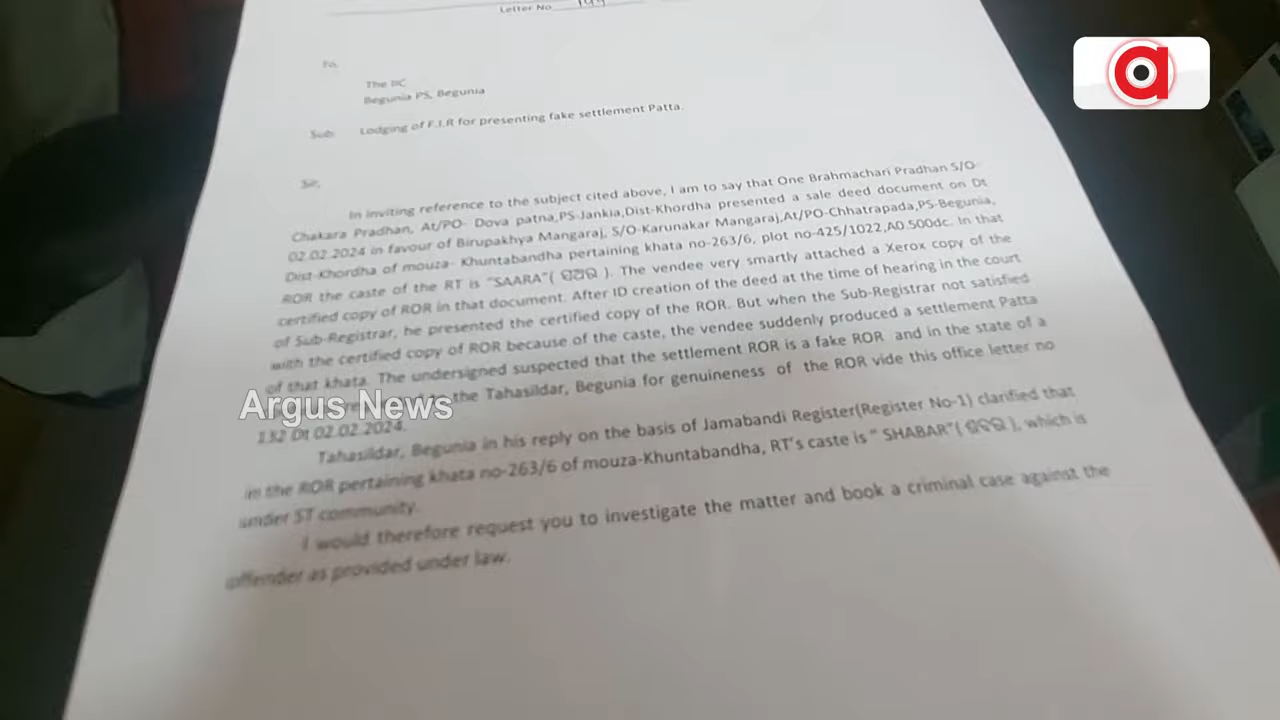 Letter No 199
To,
The IIC
Begunia PS, Begunia
Sub: Lodging of F.I.R for presenting fake settlement Patta.
Sir,
In inviting reference to the subject cited above, I am to say that One Brahmachari Pradhan S/O-
Chakara Pradhan, At/PO- Dova patna,PS-Jankia,Dist-Khordha presented a sale deed document on Dt
02.02.2024 in favour of Birupakhya Mangaraj, S/O-Karunakar Mangaraj,At/PO-Chhatrapada,PS-Begunia,
Dist-Khordha of mouza- Khuntabandha pertaining khata no-263/6, plot no-425/1022,A0.500dc. In that
ROR the caste of the RT is "SAARA"( ସାଅର ). The vendee very smartly attached a Xerox copy of the
certified copy of ROR in that document. After ID creation of the deed at the time of hearing in the court
of Sub-Registrar, he presented the certified copy of the ROR. But when the Sub-Registrar not satisfied
with the certified copy of ROR because of the caste, the vendee suddenly produced a settlement Patta
of that khata. The undersigned suspected that the settlement ROR is a fake ROR and in the state of a
the Tahasildar, Begunia for genuineness of the ROR vide this office letter no
132 Dt 02.02.2024.
Tahasildar, Begunia in his reply on the basis of Jamabandi Register(Register No-1) clarified that
in the ROR pertaining khata no-263/6 of mouza-Khuntabandha, RT's caste is " SHABAR"( ଶବର ), which is
under ST community.
I would therefore request you to investigate the matter and book a criminal case against the
offender as provided under law.
Argus News
a